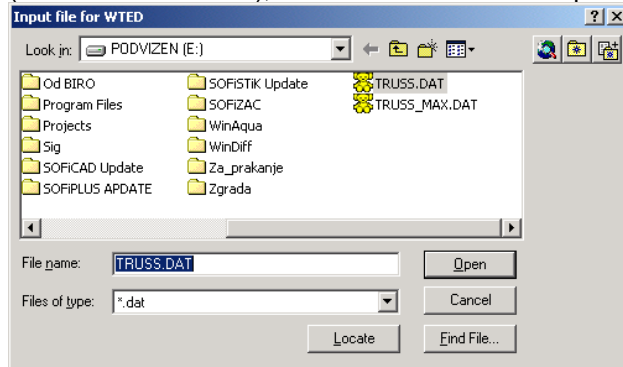 Input file for WTED
Look in: PODVIZEN (E:)
Od BIRO SOFiSTiK Update TRUSS.DAT
Program Files SOFiZAC TRUSS_MAX.DAT
Projects WinAqua
Sig WinDiff
SOFiCAD Update Za_prakanje
SOFiPLUS APDATE Zgrada
File name: TRUSS.DAT Open
Files of type: *.dat Cancel
Locate Find File...